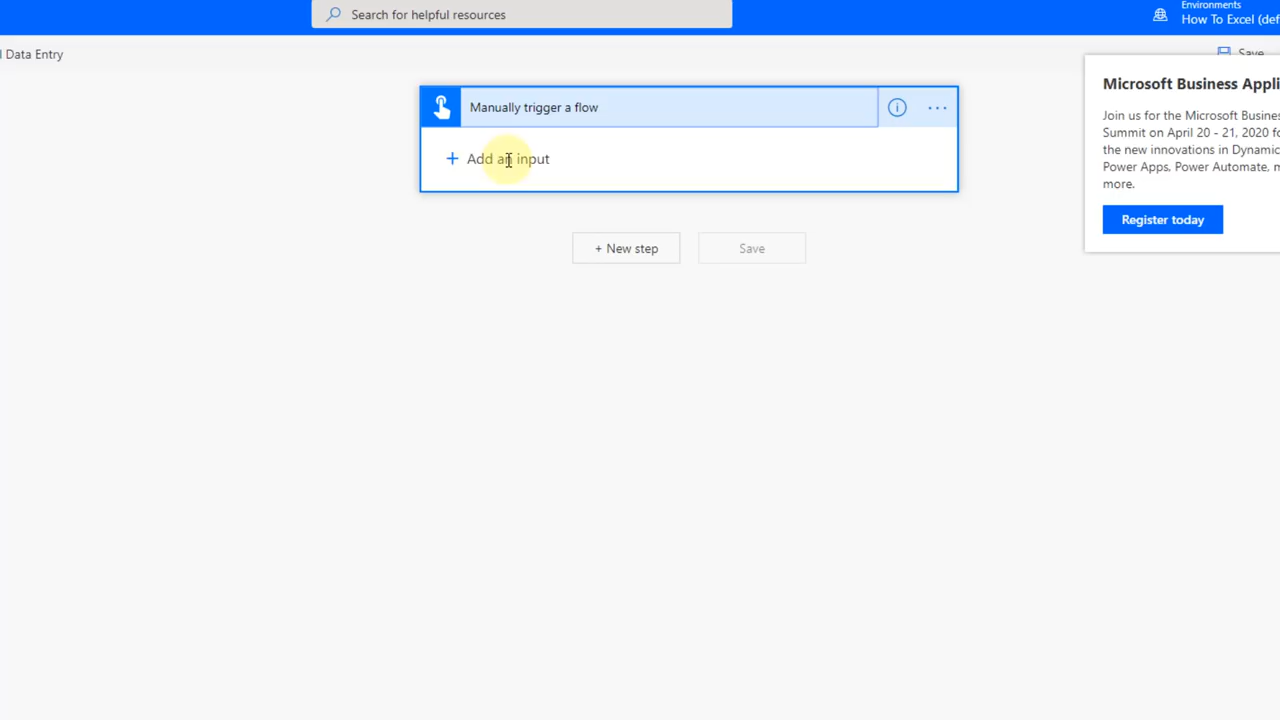 Search for helpful resources
Environments
How To Excel (def
Data Entry
Save
Manually trigger a flow
Add an input
+ New step
Save
Microsoft Business Appli
Join us for the Microsoft Busines
Summit on April 20 - 21, 2020 fo
the new innovations in Dynamic
Power Apps, Power Automate, m
more.
Register today